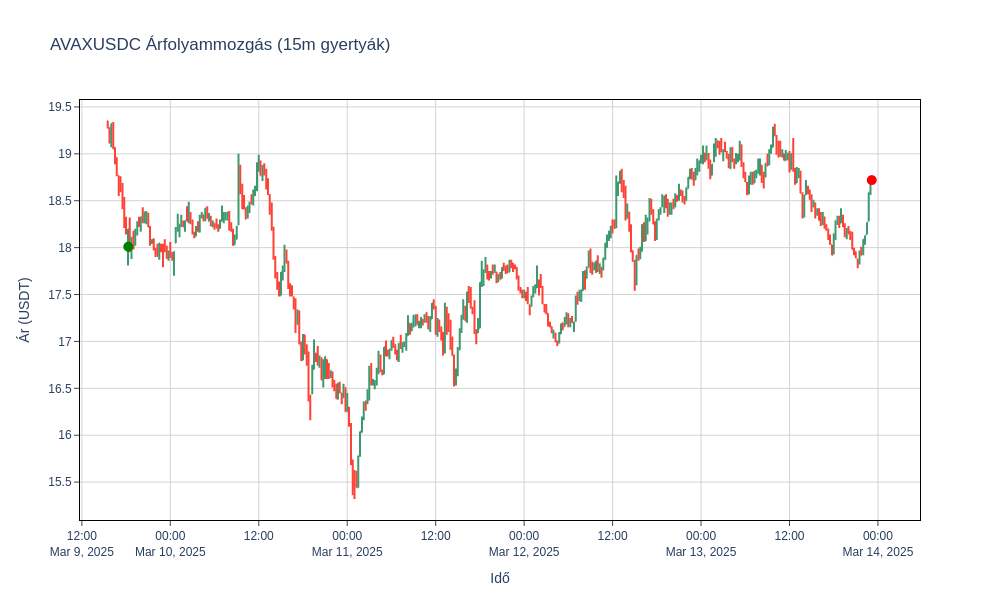 AVAXUSDC Árfolyammozgás (15m gyertyák)
19.5
19
18.5
18
17.5
17
16.5
16
15.5
Ár (USDT)
12:00 00:00 12:00 00:00 12:00 00:00 12:00 00:00 12:00 00:00
Mar 9, 2025 Mar 10, 2025 Mar 11, 2025 Mar 12, 2025 Mar 13, 2025 Mar 14, 2025
Idő